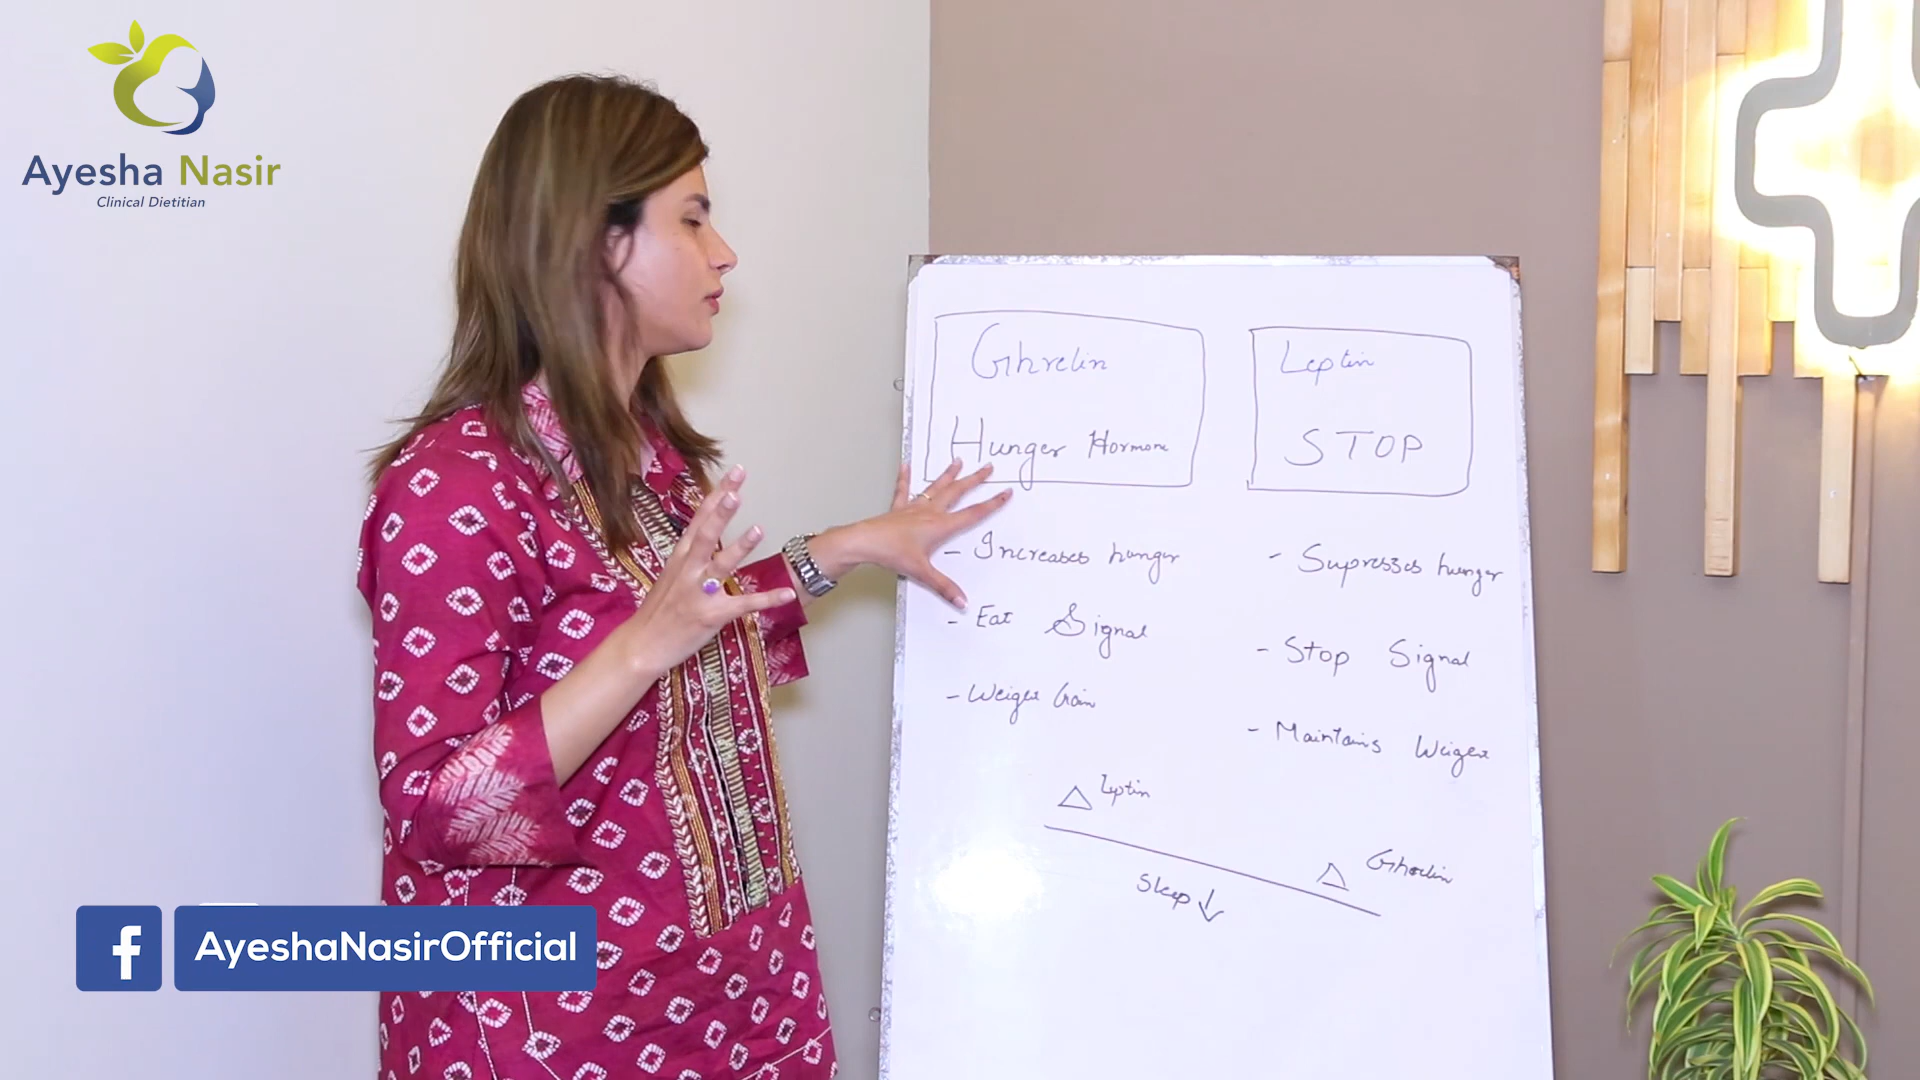 Ayesha Nasir
Clinical Dietitian
Ghrelin
Hunger Hormone
- Increases hunger
- Eat Signal
- Weight Gain
Leptin
STOP
- Supresses hunger
- Stop Signal
- Maintains Weight
Leptin
Ghrelin
Sleep ↓
f AyeshaNasirOfficial